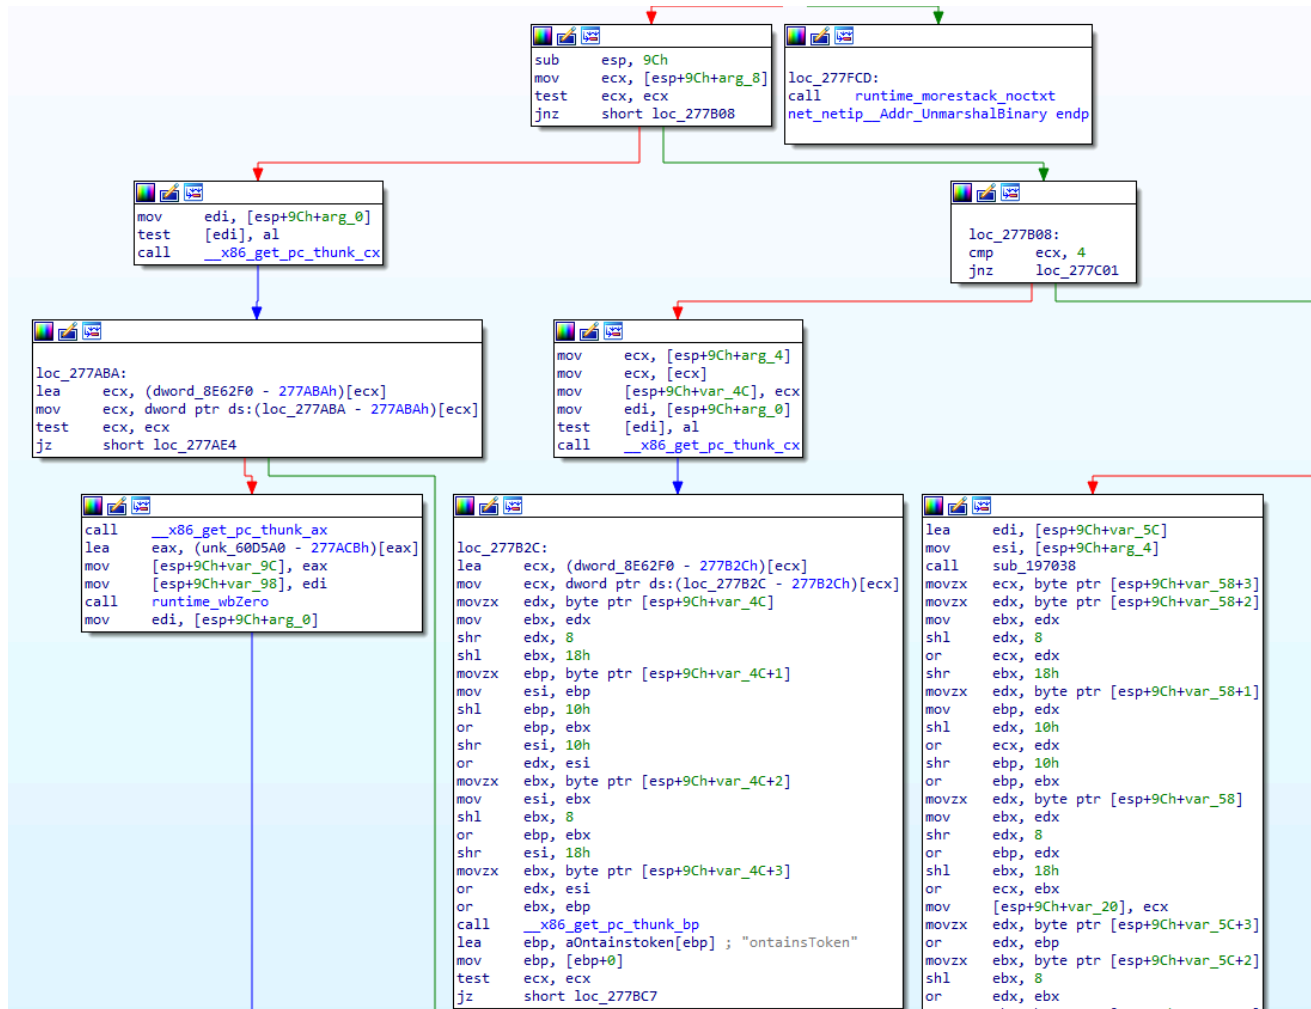 sub     esp, 9Ch
mov     ecx, [esp+9Ch+arg_8]
test    ecx, ecx
jnz     short loc_277B08
loc_277FCD:
call    runtime_morestack_noctxt
net_netip__Addr_UnmarshalBinary endp
mov     edi, [esp+9Ch+arg_0]
test    [edi], al
call    __x86_get_pc_thunk_cx
loc_277B08:
cmp     ecx, 4
jnz     loc_277C01
loc_277ABA:
lea     ecx, (dword_8E62F0 - 277ABAh)[ecx]
mov     ecx, dword ptr ds:(loc_277ABA - 277ABAh)[ecx]
test    ecx, ecx
jz      short loc_277AE4
mov     ecx, [esp+9Ch+arg_4]
mov     ecx, [ecx]
mov     [esp+9Ch+var_4C], ecx
mov     edi, [esp+9Ch+arg_0]
test    [edi], al
call    __x86_get_pc_thunk_cx
call    __x86_get_pc_thunk_ax
lea     eax, (unk_60D5A0 - 277ACBh)[eax]
mov     [esp+9Ch+var_9C], eax
mov     [esp+9Ch+var_98], edi
call    runtime_wbZero
mov     edi, [esp+9Ch+arg_0]
loc_277B2C:
lea     ecx, (dword_8E62F0 - 277B2Ch)[ecx]
mov     ecx, dword ptr ds:(loc_277B2C - 277B2Ch)[ecx]
movzx   edx, byte ptr [esp+9Ch+var_4C]
mov     ebx, edx
shr     edx, 8
shl     ebx, 18h
movzx   ebp, byte ptr [esp+9Ch+var_4C+1]
mov     esi, ebp
shl     ebp, 10h
or      ebp, ebx
shr     esi, 10h
or      edx, esi
movzx   ebx, byte ptr [esp+9Ch+var_4C+2]
mov     esi, ebx
shl     ebx, 8
or      ebp, ebx
shr     esi, 18h
movzx   ebx, byte ptr [esp+9Ch+var_4C+3]
or      edx, esi
or      ebx, ebp
call    __x86_get_pc_thunk_bp
lea     ebp, aOntainstoken[ebp] ; "ontainsToken"
mov     ebp, [ebp+0]
test    ecx, ecx
jz      short loc_277BC7
lea     edi, [esp+9Ch+var_5C]
mov     esi, [esp+9Ch+arg_4]
call    sub_197038
movzx   ecx, byte ptr [esp+9Ch+var_58+3]
movzx   edx, byte ptr [esp+9Ch+var_58+2]
mov     ebx, edx
shl     edx, 8
or      ecx, edx
shr     ebx, 18h
movzx   edx, byte ptr [esp+9Ch+var_58+1]
mov     ebp, edx
shl     edx, 10h
or      ecx, edx
shr     ebp, 10h
or      ebp, ebx
movzx   edx, byte ptr [esp+9Ch+var_58]
mov     ebx, edx
shr     edx, 8
or      ebp, edx
shl     ebx, 18h
or      ecx, ebx
mov     [esp+9Ch+var_20], ecx
movzx   edx, byte ptr [esp+9Ch+var_5C+3]
or      edx, ebp
movzx   ebx, byte ptr [esp+9Ch+var_5C+2]
shl     ebx, 8
or      edx, ebx